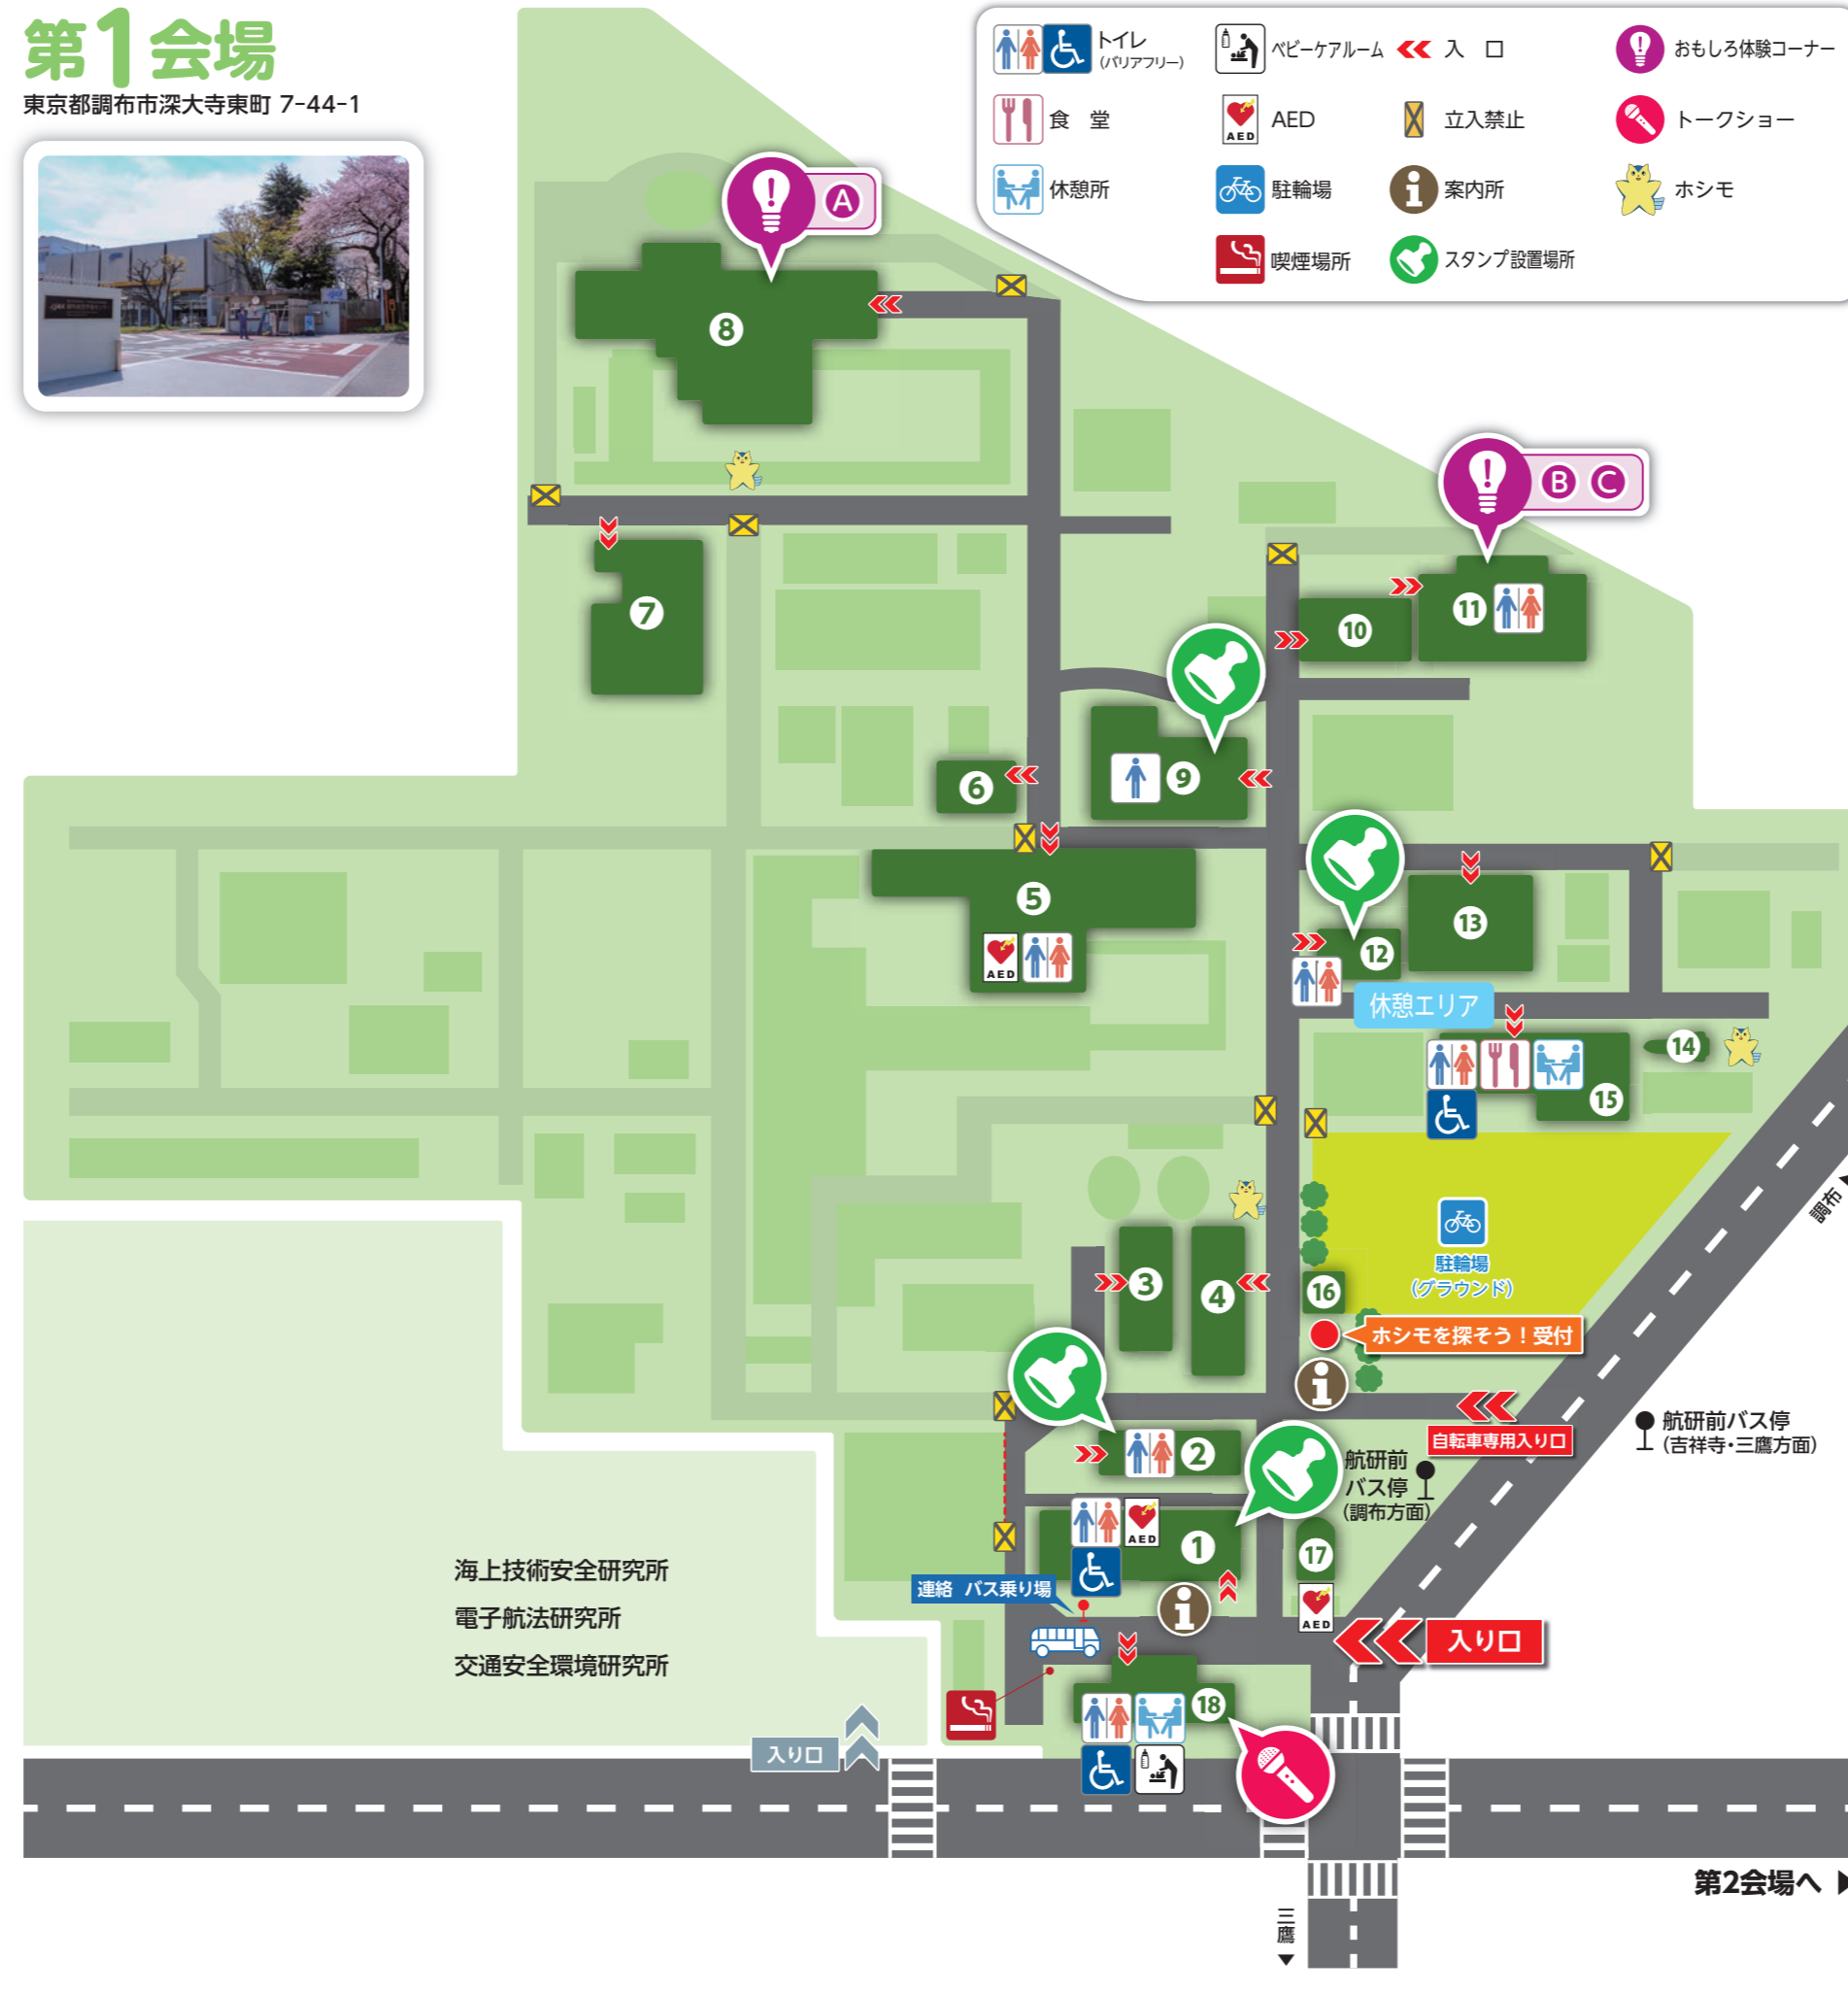 第1会場
東京都調布市深大寺東町 7-44-1
トイレ
(バリアフリー)
ベビーケアルーム
入 口
おもしろ体験コーナー
食 堂
AED
AED
立入禁止
トークショー
休憩所
駐輪場
案内所
ホシモ
喫煙場所
スタンプ設置場所
A
8
B C
7
10
11
9
6
5
AED
13
12
休憩エリア
14
15
調布
駐輪場
(グラウンド)
3
4
16
ホシモを探そう！受付
自転車専用入り口
航研前バス停
(吉祥寺・三鷹方面)
2
航研前
バス停
(調布方面)
AED
1
17
AED
連絡 バス乗り場
入り口
18
海上技術安全研究所
電子航法研究所
交通安全環境研究所
入り口
第2会場へ ▶
三鷹